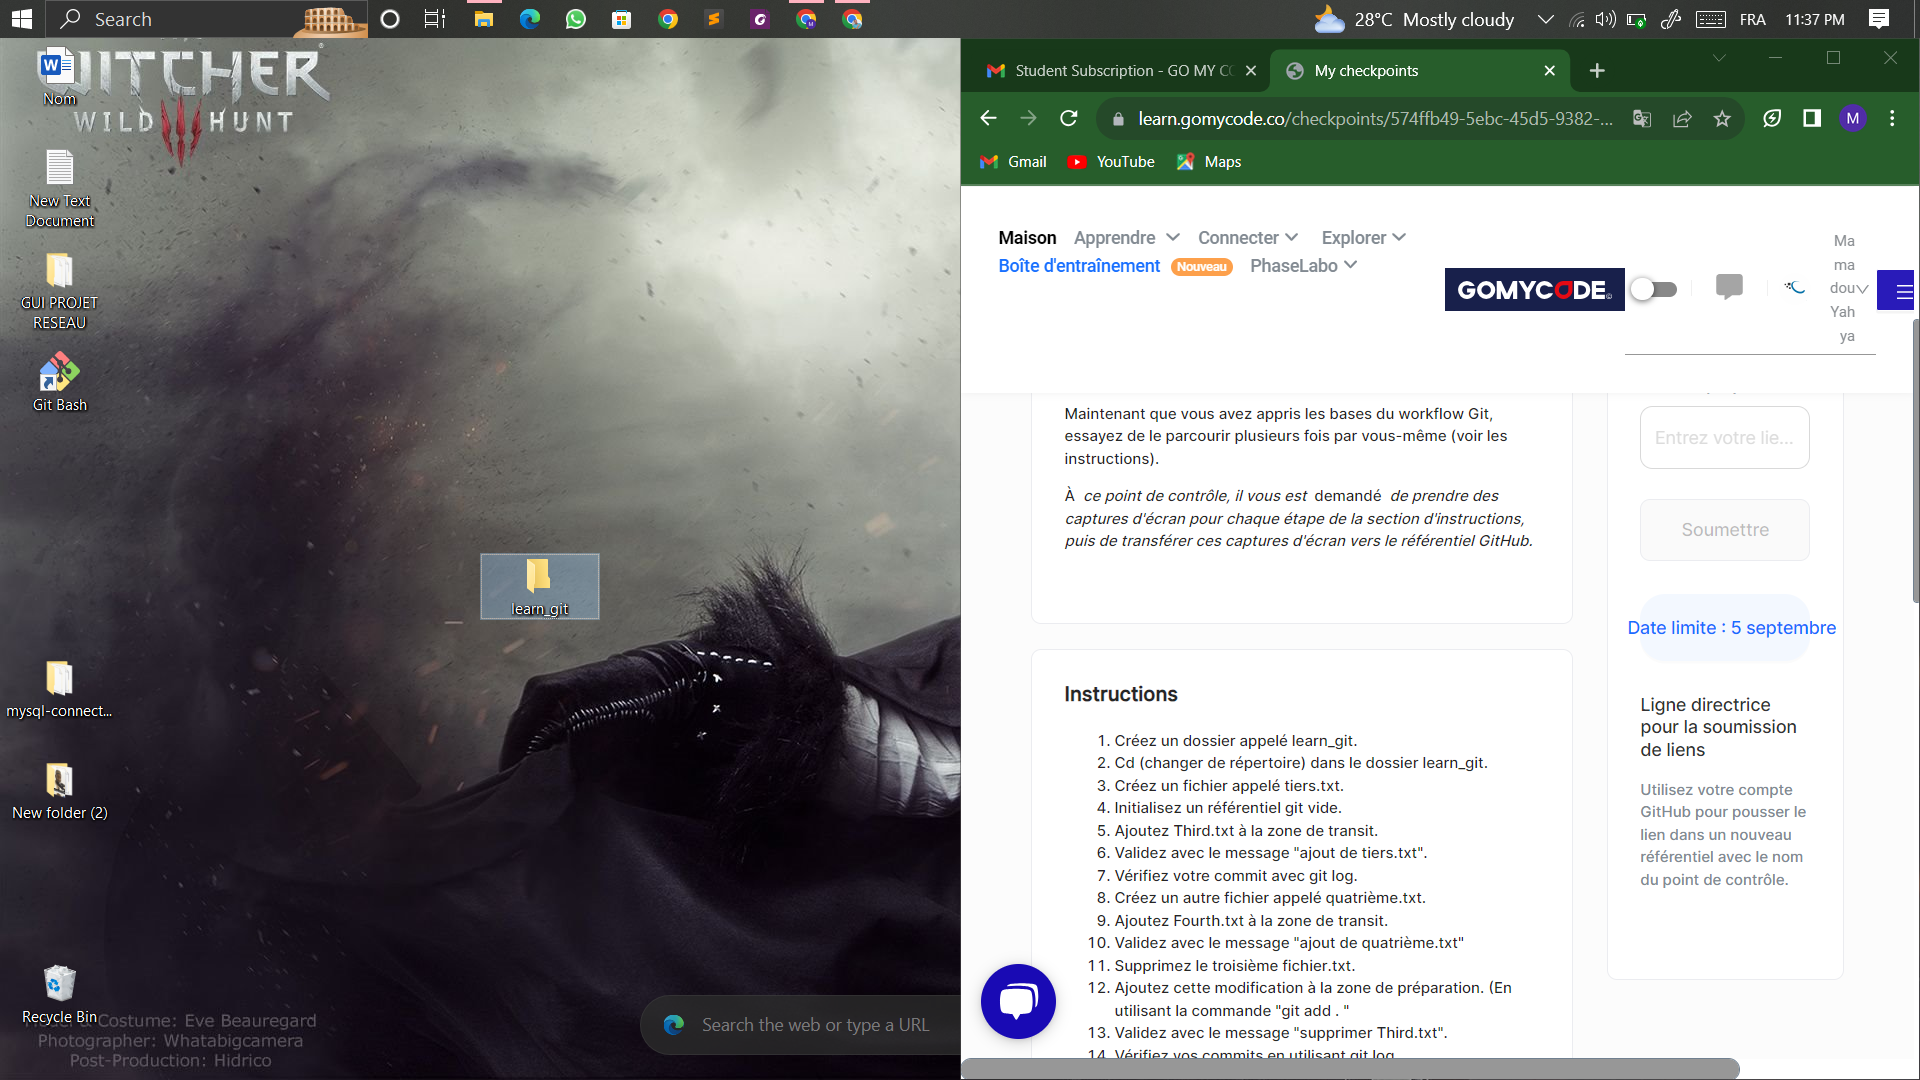 Search
28°C Mostly cloudy
FRA
11:37 PM
WITCHER
WILD HUNT
Nom
New Text
Document
GUI PROJET
RESEAU
Git Bash
learn_git
mysql-connect...
New folder (2)
Recycle Bin
Costume: Eve Beauregard
Photographer: Whatabigcamera
Post-Production: Hidrico
Search the web or type a URL
Student Subscription - GO MY CO
My checkpoints
learn.gomycode.co/checkpoints/574ffb49-5ebc-45d5-9382-...
M
Gmail
YouTube
Maps
Maison
Apprendre
Connecter
Explorer
Boîte d'entraînement
Nouveau
PhaseLabo
GOMYCODE
Ma
ma
dou
Yah
ya
Maintenant que vous avez appris les bases du workflow Git,
essayez de le parcourir plusieurs fois par vous-même (voir les
instructions).
À ce point de contrôle, il vous est demandé de prendre des
captures d'écran pour chaque étape de la section d'instructions,
puis de transférer ces captures d'écran vers le référentiel GitHub.
Instructions
1. Créez un dossier appelé learn_git.
2. Cd (changer de répertoire) dans le dossier learn_git.
3. Créez un fichier appelé tiers.txt.
4. Initialisez un référentiel git vide.
5. Ajoutez Third.txt à la zone de transit.
6. Validez avec le message "ajout de tiers.txt".
7. Vérifiez votre commit avec git log.
8. Créez un autre fichier appelé quatrième.txt.
9. Ajoutez Fourth.txt à la zone de transit.
10. Validez avec le message "ajout de quatrième.txt"
11. Supprimez le troisième fichier.txt.
12. Ajoutez cette modification à la zone de préparation. (En
utilisant la commande "git add . "
13. Validez avec le message "supprimer Third.txt".
14. Vérifiez vos commits en utilisant git log.
Entrez votre lie...
Soumettre
Date limite : 5 septembre
Ligne directrice
pour la soumission
de liens
Utilisez votre compte
GitHub pour pousser le
lien dans un nouveau
référentiel avec le nom
du point de contrôle.